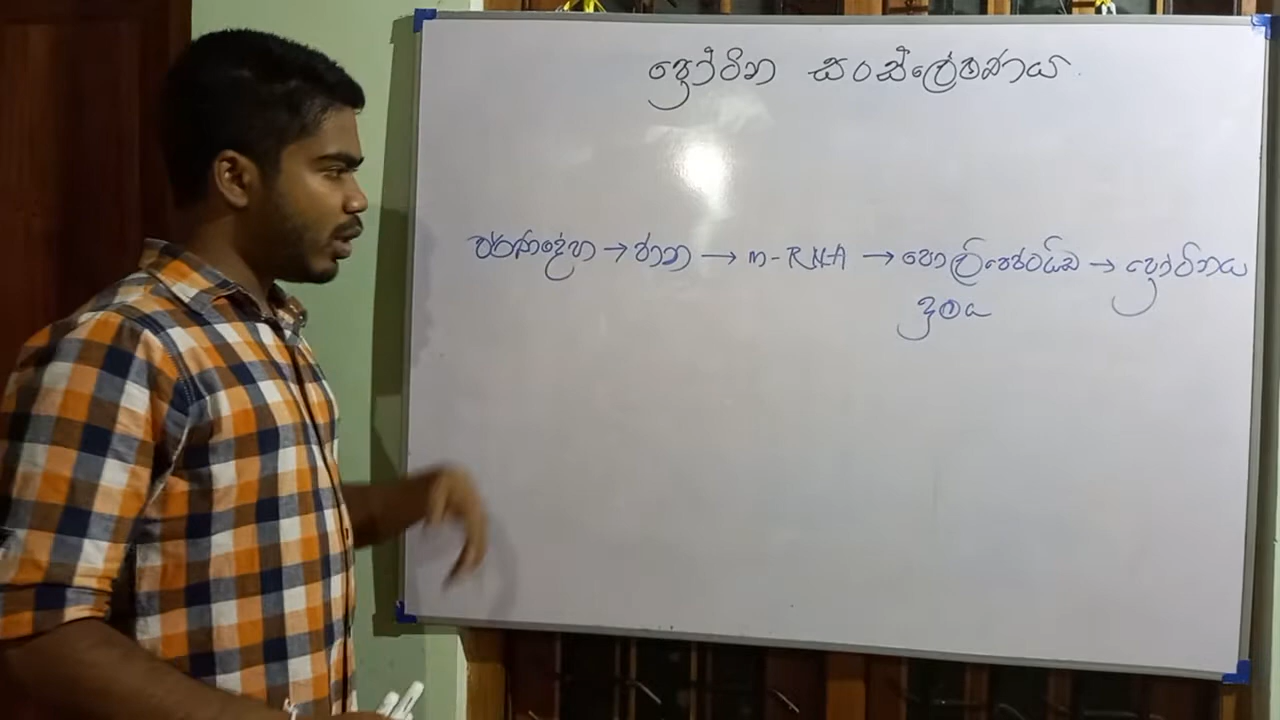 ප්‍රෝටීන සංස්ලේෂණය
වර්ණදේහ → ජාන → m-RNA → පොලිපෙප්ටයිඩ → ප්‍රෝටීනය
දාමය